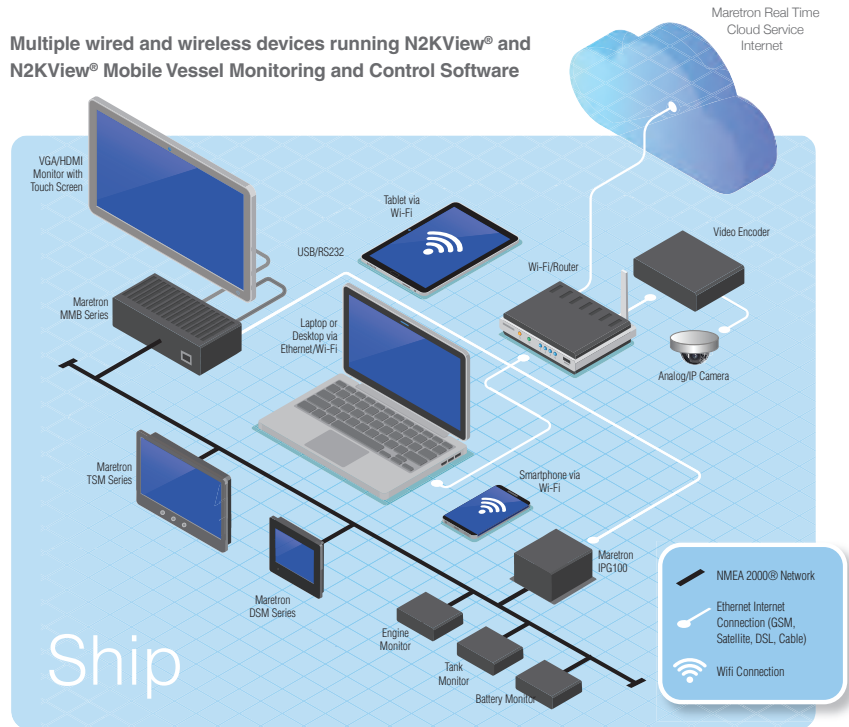 Maretron Real Time
Cloud Service
Internet
Multiple wired and wireless devices running N2KView® and
N2KView® Mobile Vessel Monitoring and Control Software
VGA/HDMI
Monitor with
Touch Screen
Tablet via
Wi-Fi
USB/RS232
Video Encoder
Wi-Fi/Router
Maretron
MMB Series
Laptop or
Desktop via
Ethernet/Wi-Fi
Analog/IP Camera
Maretron
TSM Series
Smartphone via
Wi-Fi
Maretron
IPG100
Maretron
DSM Series
Engine
Monitor
Tank
Monitor
Battery Monitor
Ship
NMEA 2000® Network
Ethernet Internet
Connection (GSM,
Satellite, DSL, Cable)
Wifi Connection